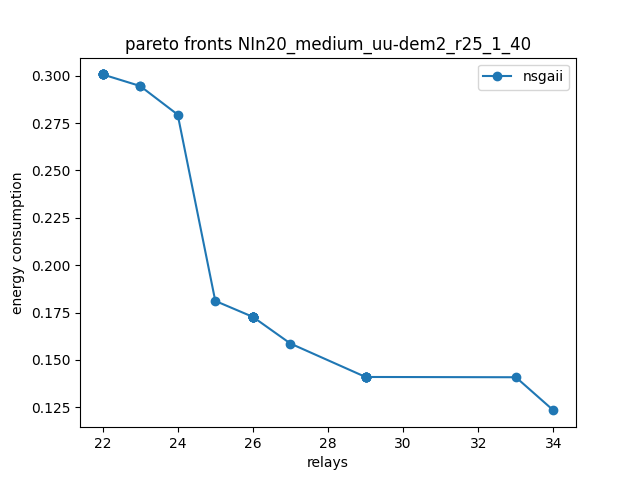 pareto fronts NIn20_medium_uu-dem2_r25_1_40
nsgaii
energy consumption
0.300
0.275
0.250
0.225
0.200
0.175
0.150
0.125
22 24 26 28 30 32 34
relays